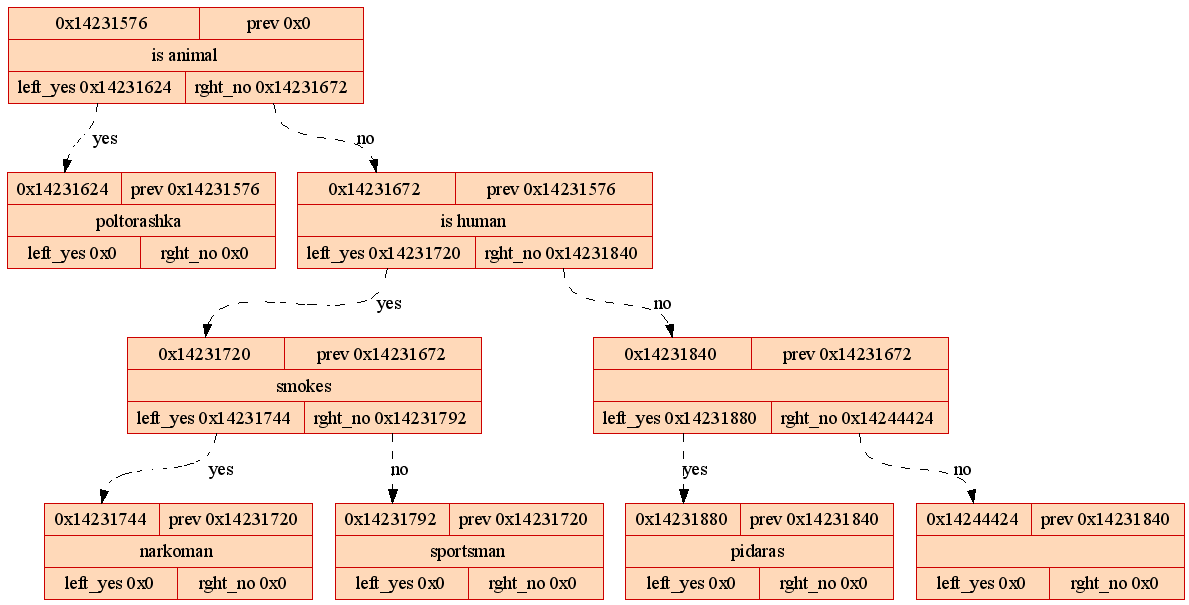 0x14231576 prev 0x0
is animal
left_yes 0x14231624 rght_no 0x14231672
yes no
0x14231624 prev 0x14231576 0x14231672 prev 0x14231576
poltorashka is human
left_yes 0x0 rght_no 0x0 left_yes 0x14231720 rght_no 0x14231840
yes no
0x14231720 prev 0x14231672 0x14231840 prev 0x14231672
smokes
left_yes 0x14231744 rght_no 0x14231792 left_yes 0x14231880 rght_no 0x14244424
yes no yes no
0x14231744 prev 0x14231720 0x14231792 prev 0x14231720 0x14231880 prev 0x14231840 0x14244424 prev 0x14231840
narkoman sportsman pidaras
left_yes 0x0 rght_no 0x0 left_yes 0x0 rght_no 0x0 left_yes 0x0 rght_no 0x0 left_yes 0x0 rght_no 0x0